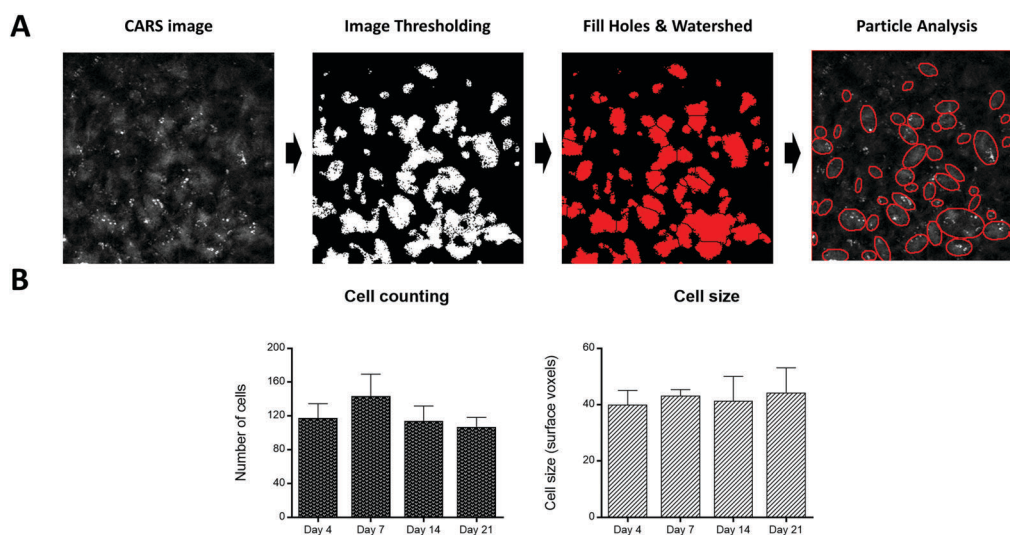 A
CARS image
Image Thresholding
Fill Holes & Watershed
Particle Analysis
B
Cell counting
Number of cells
200
160
120
80
40
0
Day 4
Day 7
Day 14
Day 21
Cell size
Cell size (surface voxels)
60
40
20
0
Day 4
Day 7
Day 14
Day 21